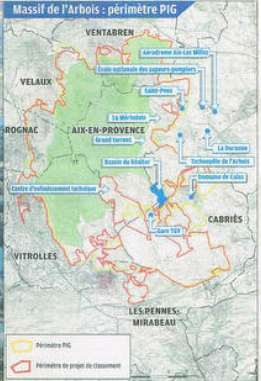 Massif de l'Arbois : périmètre PIG
VENTABREN
Aérodrome Aix-Les Milles
École nationale des sapeurs-pompiers
VELAUX
Saint-Pons
La Mérindole
ROGNAC
AIX-EN-PROVENCE
Grand torrent
La Duranne
Technopôle de l'Arbois
Bassin du Réaltor
Domaine de Calas
Centre d'enfouissement technique
CABRIÈS
Gare TGV
VITROLLES
LES-PENNES-
MIRABEAU
Périmètre PIG
Périmètre de projet de classement